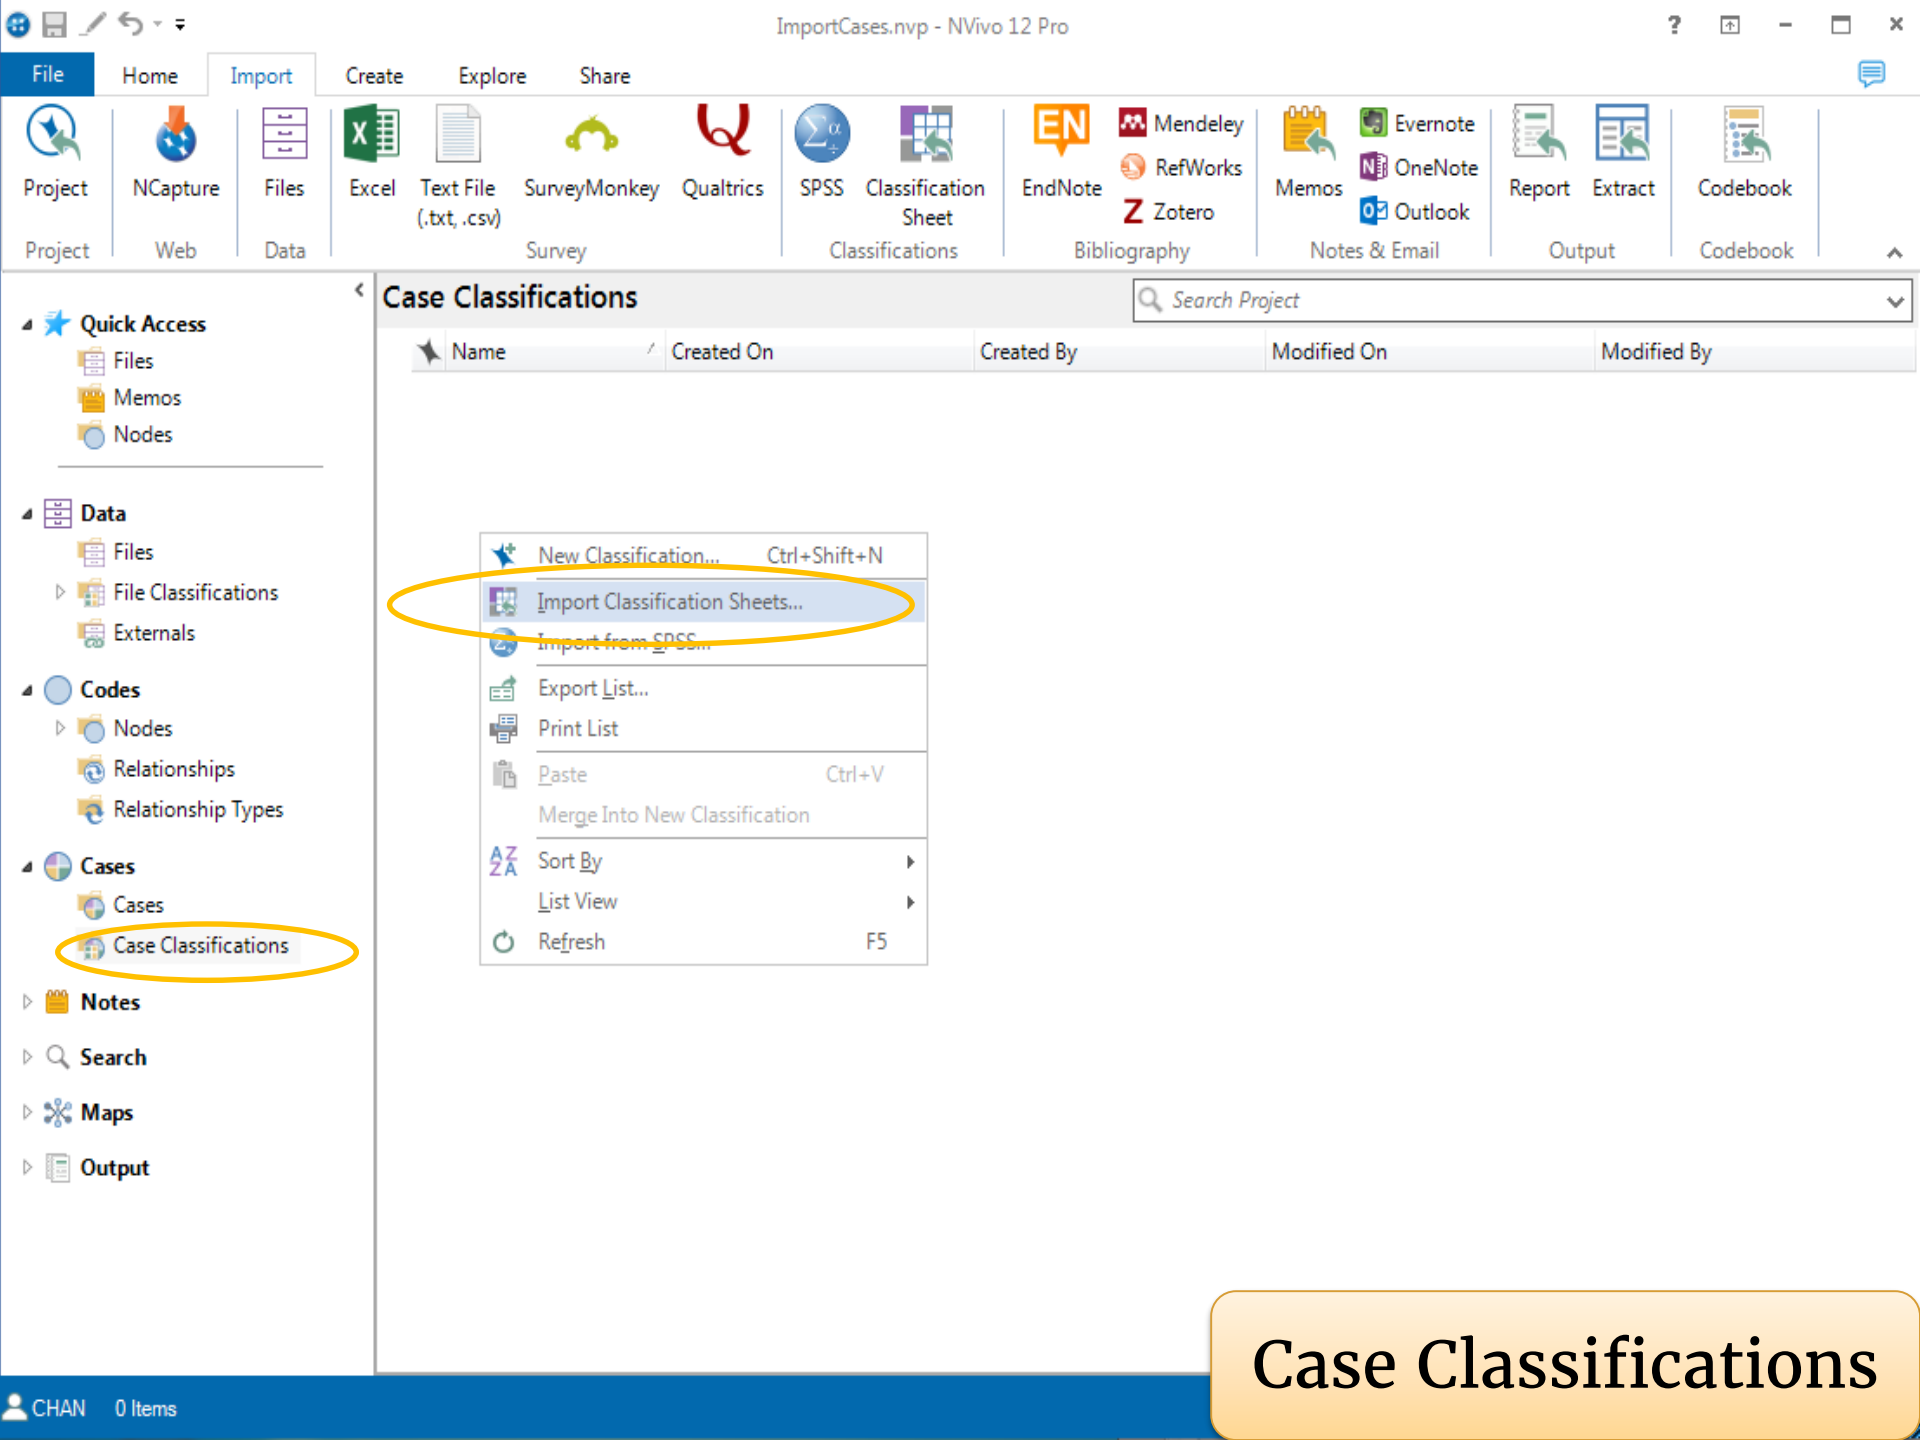 ImportCases.nvp - NVivo 12 Pro
File Home Import Create Explore Share
Project NCapture Files Excel Text File SurveyMonkey Qualtrics SPSS Classification EndNote Mendeley Memos Evernote Report Extract Codebook
(.txt, .csv) Sheet RefWorks OneNote
Zotero Outlook
Project Web Data Survey Classifications Bibliography Notes & Email Output Codebook
Case Classifications
Search Project
Name Created On Created By Modified On Modified By
Quick Access
Files
Memos
Nodes
Data
Files
File Classifications
Externals
Codes
Nodes
Relationships
Relationship Types
Cases
Cases
Case Classifications
Notes
Search
Maps
Output
New Classification... Ctrl+Shift+N
Import Classification Sheets...
Import from SPSS...
Export List...
Print List
Paste Ctrl+V
Merge Into New Classification
Sort By
List View
Refresh F5
Case Classifications
CHAN 0 Items